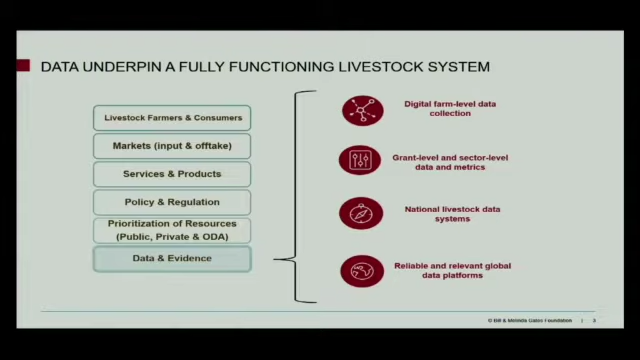 DATA UNDERPIN A FULLY FUNCTIONING LIVESTOCK SYSTEM
Livestock Farmers & Consumers
Markets (input & offtake)
Services & Products
Policy & Regulation
Prioritization of Resources
(Public, Private & ODA)
Data & Evidence
Digital farm-level data
collection
Grant-level and sector-level
data and metrics
National livestock data
systems
Reliable and relevant global
data platforms
© Bill & Melinda Gates Foundation | 3